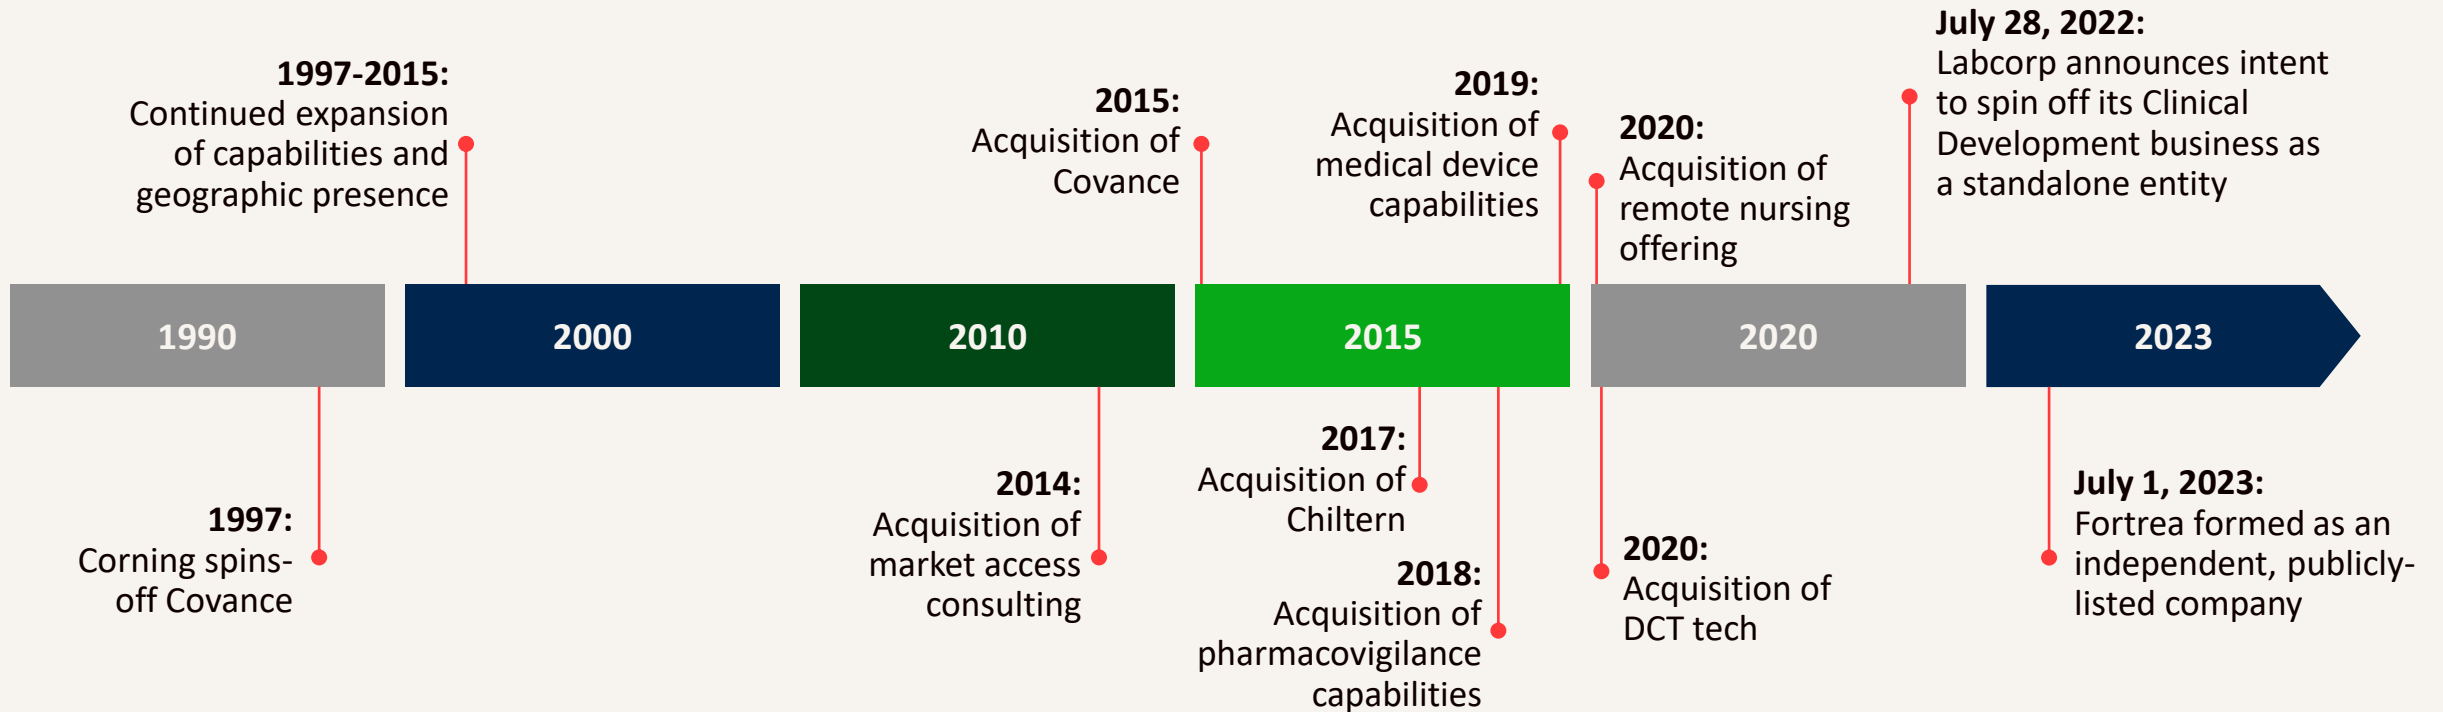 1997-2015:
Continued expansion
of capabilities and
geographic presence
2015:
Acquisition of
Covance
2019:
Acquisition of
medical device
capabilities
2020:
Acquisition of
remote nursing
offering
July 28, 2022:
Labcorp announces intent
to spin off its Clinical
Development business as
a standalone entity
1990
2000
2010
2015
2020
2023
1997:
Corning spins-
off Covance
2014:
Acquisition of
market access
consulting
2017:
Acquisition of
Chiltern
2018:
Acquisition of
pharmacovigilance
capabilities
2020:
Acquisition of
DCT tech
July 1, 2023:
Fortrea formed as an
independent, publicly-
listed company